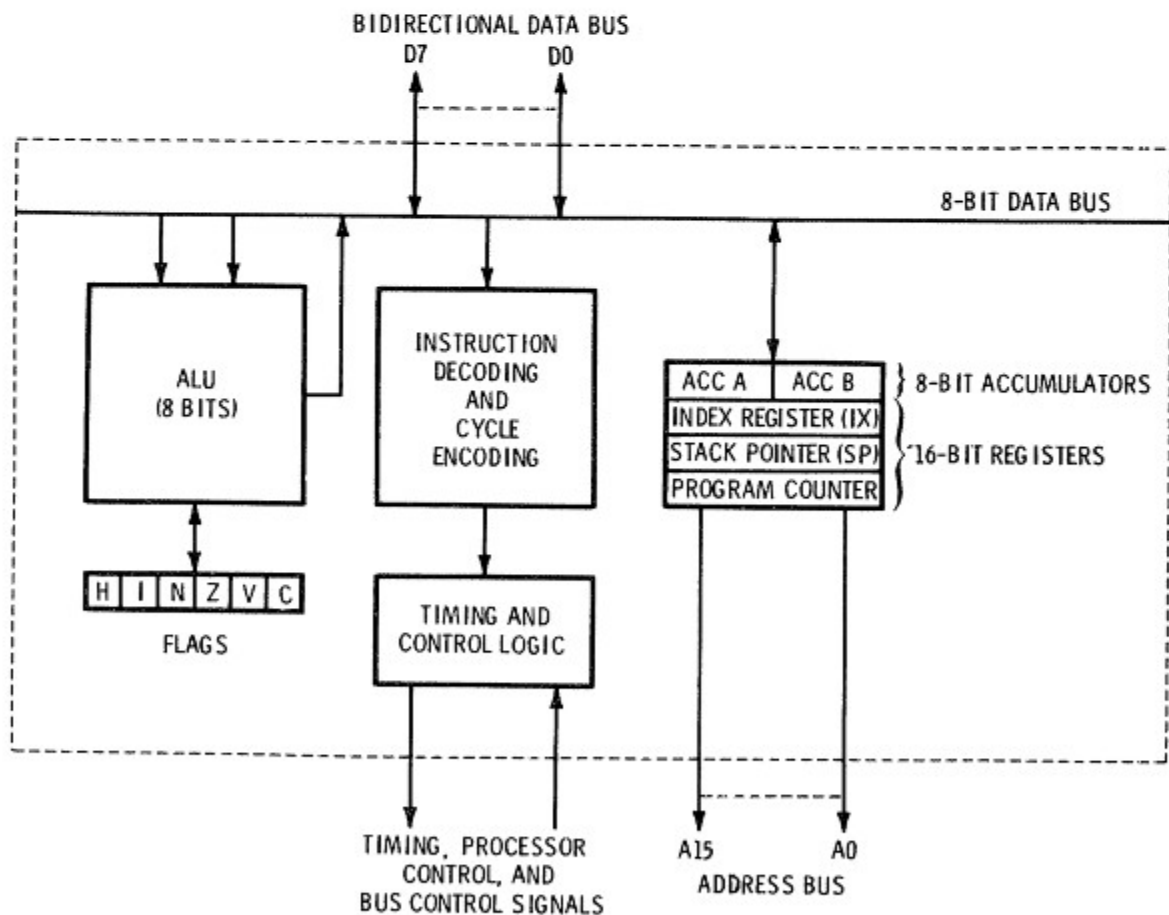 BIDIRECTIONAL DATA BUS
D7 D0
8-BIT DATA BUS
ALU
(8 BITS)
INSTRUCTION
DECODING
AND
CYCLE
ENCODING
ACC A ACC B
8-BIT ACCUMULATORS
INDEX REGISTER (IX)
STACK POINTER (SP)
16-BIT REGISTERS
PROGRAM COUNTER
H I N Z V C
FLAGS
TIMING AND
CONTROL LOGIC
TIMING, PROCESSOR
CONTROL, AND
BUS CONTROL SIGNALS
A15 A0
ADDRESS BUS